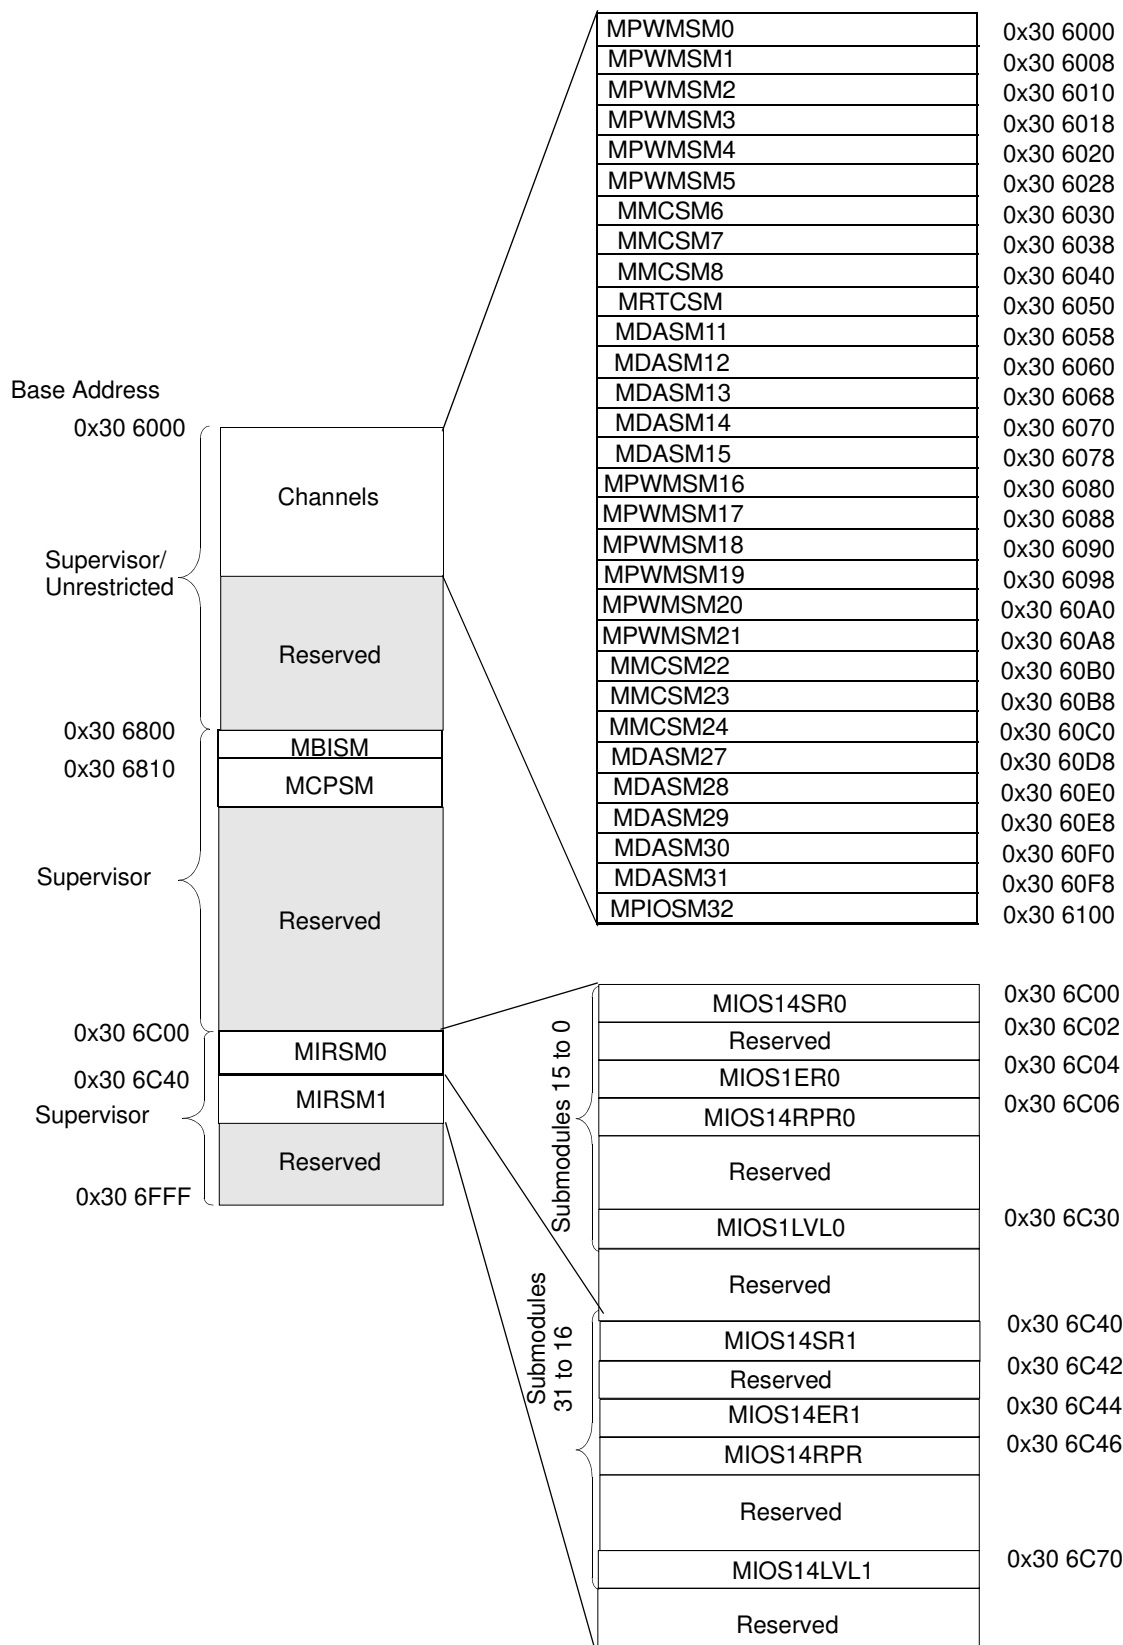 MPWMSM0 0x30 6000
MPWMSM1 0x30 6008
MPWMSM2 0x30 6010
MPWMSM3 0x30 6018
MPWMSM4 0x30 6020
MPWMSM5 0x30 6028
MMCSM6 0x30 6030
MMCSM7 0x30 6038
MMCSM8 0x30 6040
MRTCSM 0x30 6050
MDASM11 0x30 6058
MDASM12 0x30 6060
MDASM13 0x30 6068
MDASM14 0x30 6070
MDASM15 0x30 6078
MPWMSM16 0x30 6080
MPWMSM17 0x30 6088
MPWMSM18 0x30 6090
MPWMSM19 0x30 6098
MPWMSM20 0x30 60A0
MPWMSM21 0x30 60A8
MMCSM22 0x30 60B0
MMCSM23 0x30 60B8
MMCSM24 0x30 60C0
MDASM27 0x30 60D8
MDASM28 0x30 60E0
MDASM29 0x30 60E8
MDASM30 0x30 60F0
MDASM31 0x30 60F8
MPIOSM32 0x30 6100
Base Address
0x30 6000
Channels
Supervisor/
Unrestricted
Reserved
0x30 6800
MBISM
0x30 6810
MCPSM
Supervisor
Reserved
0x30 6C00
MIRSM0
0x30 6C40
MIRSM1
Supervisor
Reserved
0x30 6FFF
Submodules 15 to 0
MIOS14SR0 0x30 6C00
Reserved 0x30 6C02
MIOS1ER0 0x30 6C04
MIOS14RPR0 0x30 6C06
Reserved
MIOS1LVL0 0x30 6C30
Reserved
Submodules
31 to 16
MIOS14SR1 0x30 6C40
Reserved 0x30 6C42
MIOS14ER1 0x30 6C44
MIOS14RPR 0x30 6C46
Reserved
MIOS14LVL1 0x30 6C70
Reserved